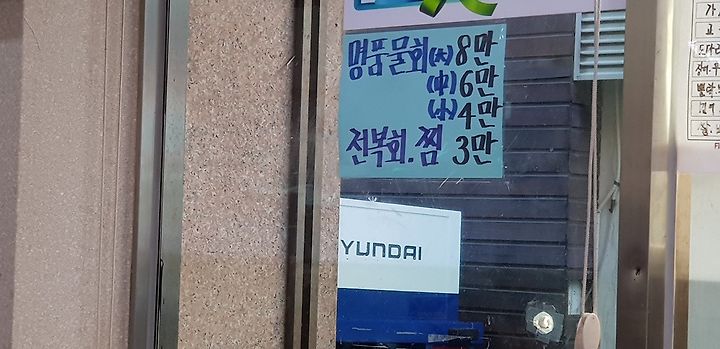 명품물회(大) 8만
(中) 6만
(小) 4만
전복회.찜 3만
YUNDAI